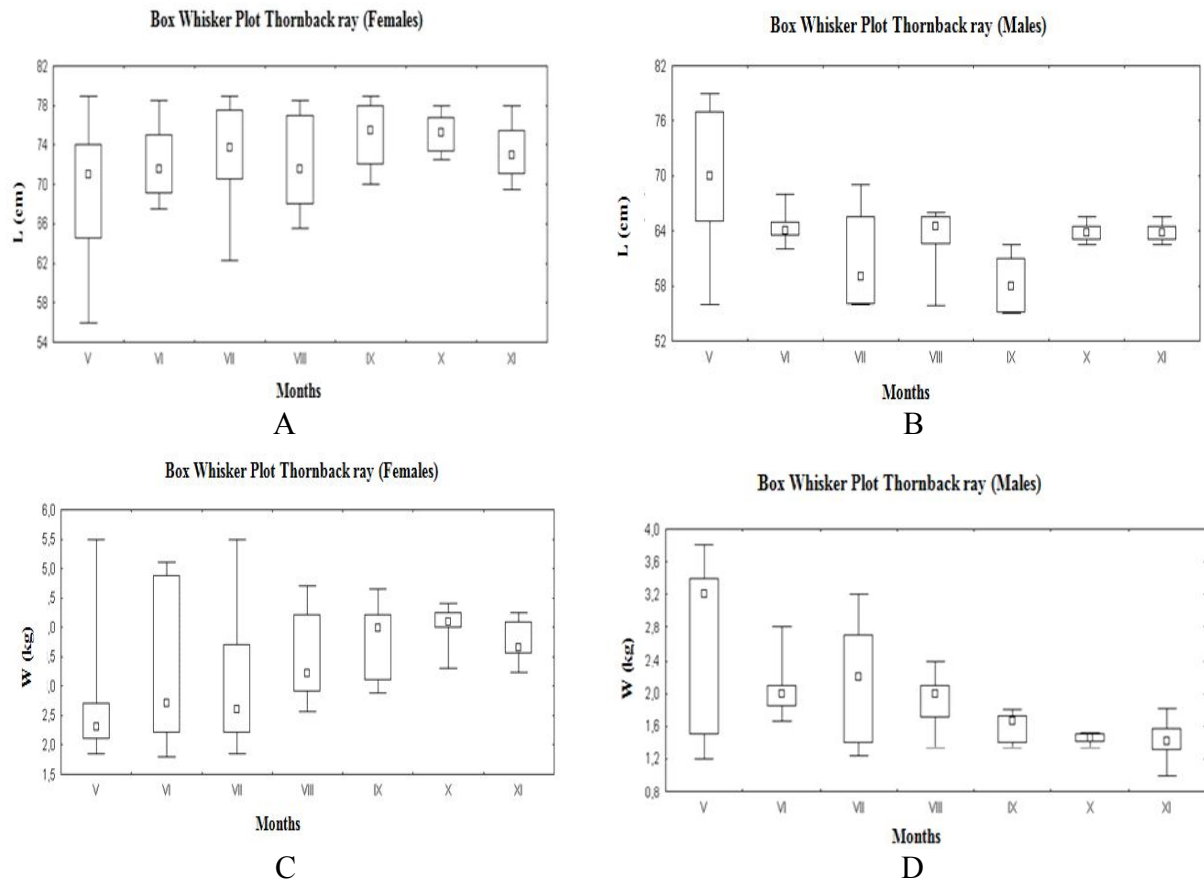 Box Whisker Plot Thornback ray (Females)
82
78
74
70
66
62
58
54
L (cm)
V VI VII VIII IX X XI
Months
A
Box Whisker Plot Thornback ray (Males)
82
76
70
64
58
52
L (cm)
V VI VII VIII IX X XI
Months
B
Box Whisker Plot Thornback ray (Females)
6,0
5,5
5,0
,5
,0
,5
,0
2,5
2,0
1,5
W (kg)
V VI VII VIII IX X XI
Months
C
Box Whisker Plot Thornback ray (Males)
4,0
3,6
3,2
2,8
2,4
2,0
1,6
1,2
0,8
W (kg)
V VI VII VIII IX X XI
Months
D